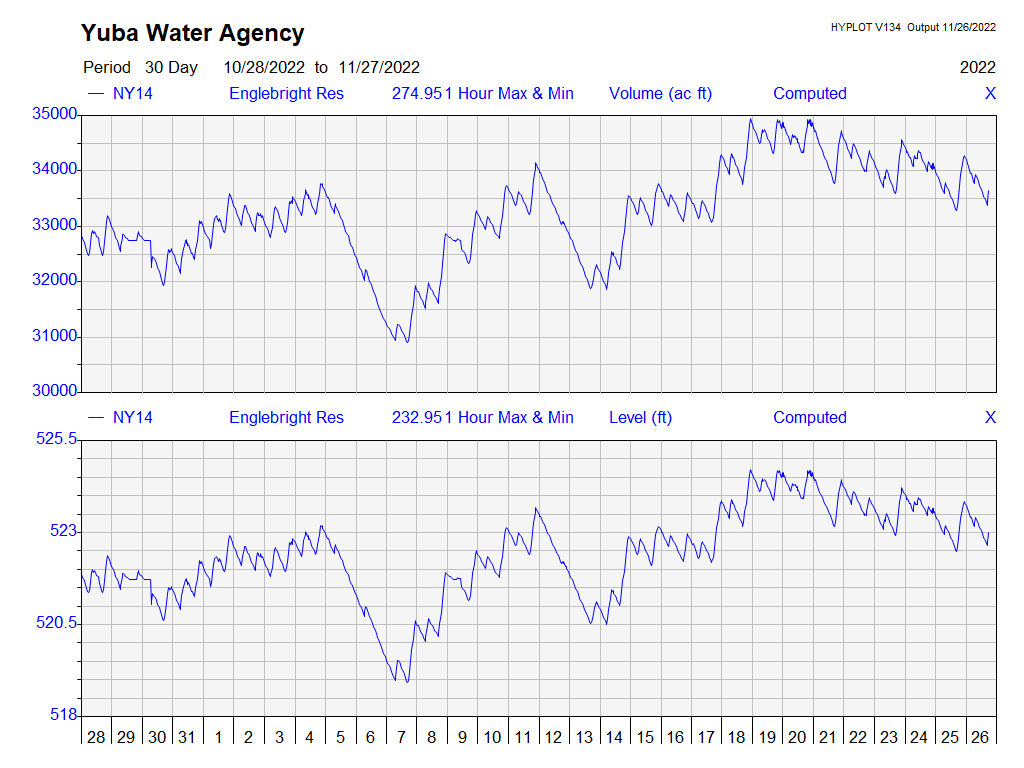 Yuba Water Agency
HYPLOT V134 Output 11/26/2022
Period 30 Day 10/28/2022 to 11/27/2022
2022
NY14 Englebright Res 274.951 Hour Max & Min Volume (ac ft) Computed X
35000
34000
33000
32000
31000
30000
NY14 Englebright Res 232.951 Hour Max & Min Level (ft) Computed X
525.5
523
520.5
518
28 29 30 31 1 2 3 4 5 6 7 8 9 10 11 12 13 14 15 16 17 18 19 20 21 22 23 24 25 26